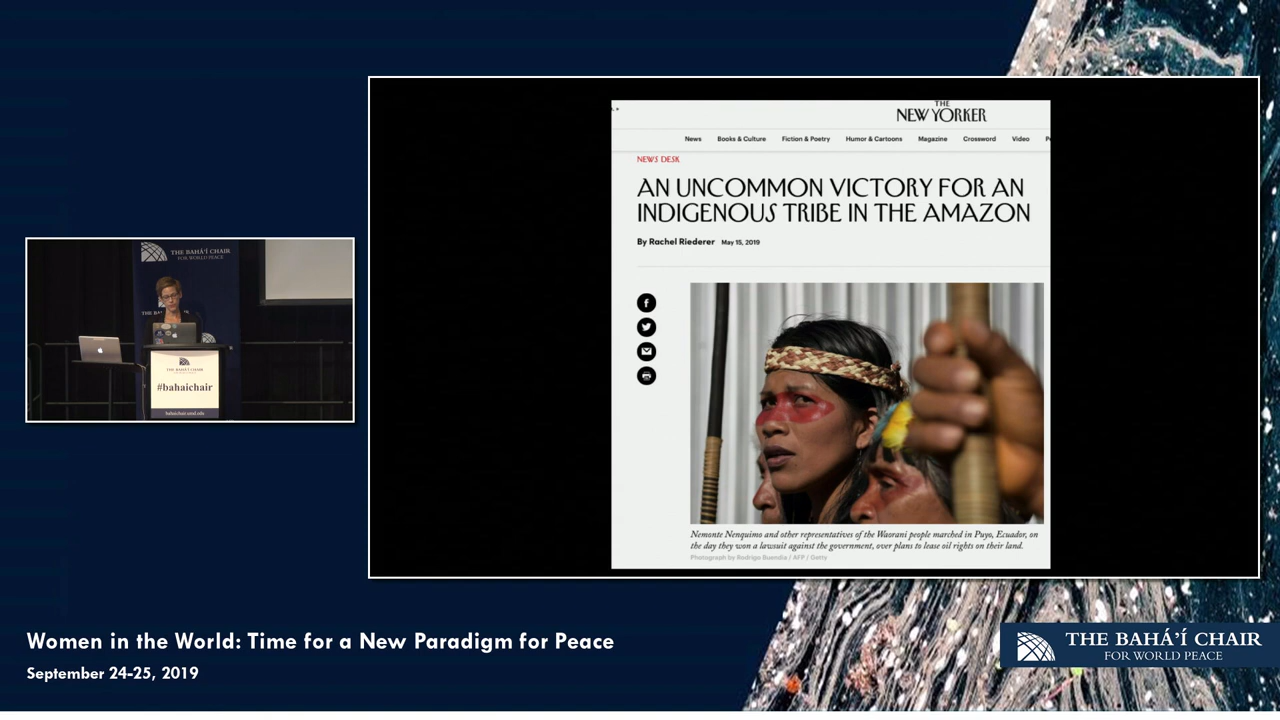 THE BAHÁ’Í CHAIR
FOR WORLD PEACE
#bahaichair
bahaichair.umd.edu
THE
NEW YORKER
News Books & Culture Fiction & Poetry Humor & Cartoons Magazine Crossword Video
NEWS DESK
AN UNCOMMON VICTORY FOR AN
INDIGENOUS TRIBE IN THE AMAZON
By Rachel Riederer May 15, 2019
Nemonte Nenquimo and other representatives of the Waorani people marched in Puyo, Ecuador, on
the day they won a lawsuit against the government, over plans to lease oil rights on their land.
Photograph by Rodrigo Buendia / AFP / Getty
Women in the World: Time for a New Paradigm for Peace
September 24-25, 2019
THE BAHÁ’Í CHAIR
FOR WORLD PEACE